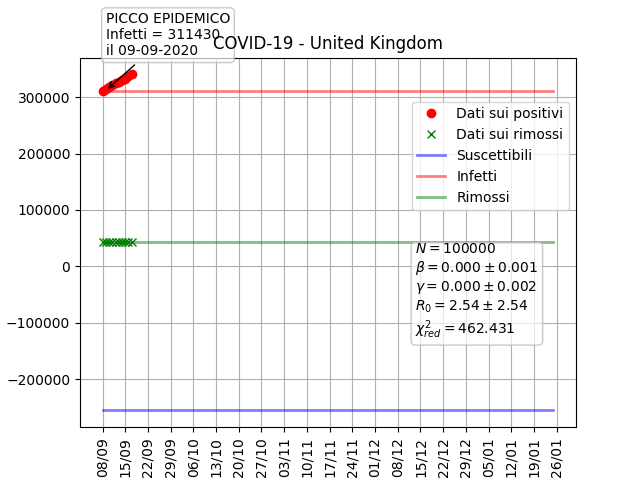 PICCO EPIDEMICO
Infetti = 311430
il 09-09-2020
COVID-19 - United Kingdom
300000
200000
100000
0
−100000
−200000
Dati sui positivi
Dati sui rimossi
Suscettibili
Infetti
Rimossi
N = 100000
β = 0.000 ± 0.001
γ = 0.000 ± 0.002
R₀ = 2.54 ± 2.54
χ²_red = 462.431
08/09
15/09
22/09
29/09
06/10
13/10
20/10
27/10
03/11
10/11
17/11
24/11
01/12
08/12
15/12
22/12
29/12
05/01
12/01
19/01
26/01